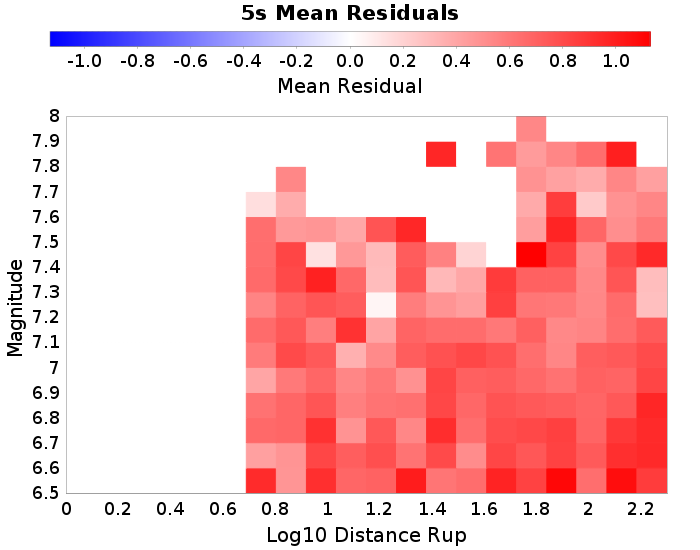 5s Mean Residuals
-1.0 -0.8 -0.6 -0.4 -0.2 0.0 0.2 0.4 0.6 0.8 1.0
Mean Residual
8
7.9
7.8
7.7
7.6
7.5
7.4
7.3
7.2
7.1
7
6.9
6.8
6.7
6.6
6.5
Magnitude
0 0.2 0.4 0.6 0.8 1 1.2 1.4 1.6 1.8 2 2.2
Log10 Distance Rup